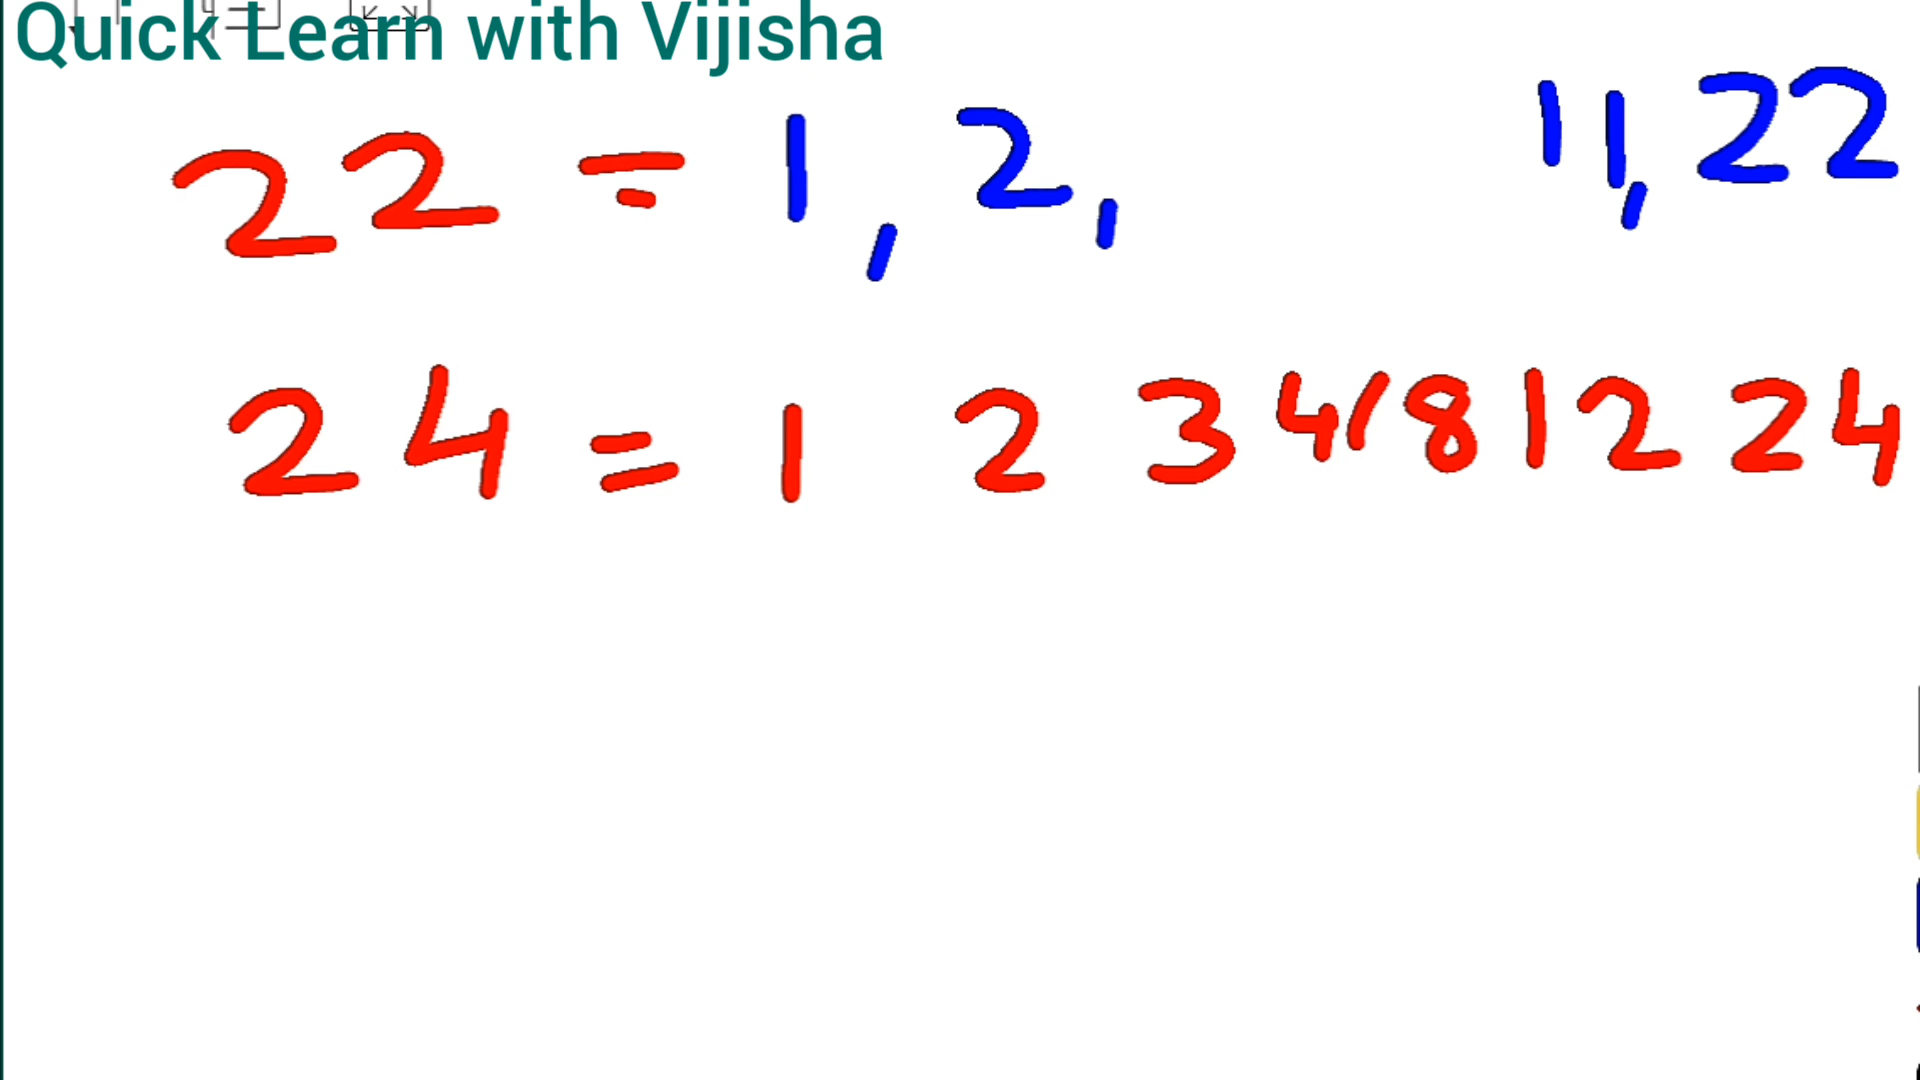 Quick Learn with Vijisha
22 = 1, 2, 11, 22
24 = 1 2 3 4/8 12 24